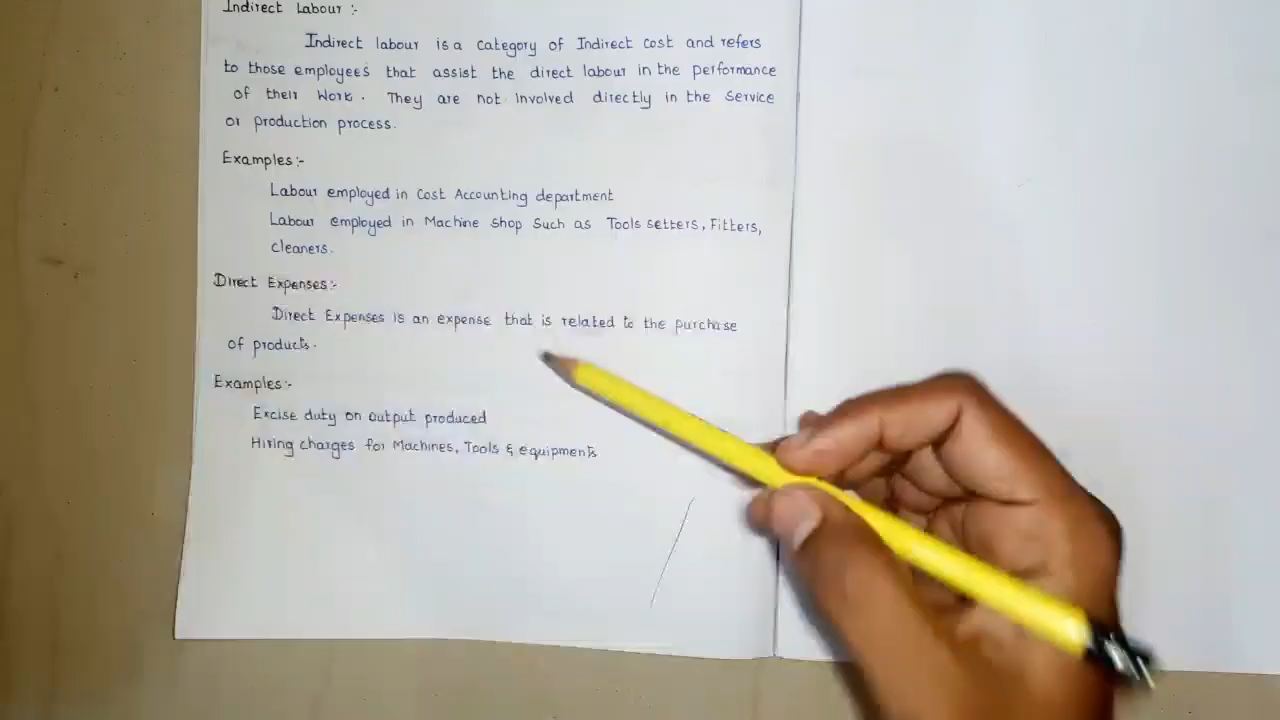 Indirect Labour :-
Indirect labour is a category of Indirect cost and refers
to those employees that assist the direct labour in the performance
of their Work. They are not Involved directly in the Service
or production process.
Examples:-
Labour employed in Cost Accounting department
Labour employed in Machine shop Such as Tools setters, Fitters,
cleaners.
Direct Expenses:-
Direct Expenses is an expense that is related to the purchase
of products.
Examples:-
Excise duty on output produced
Hiring charges for Machines, Tools & equipments